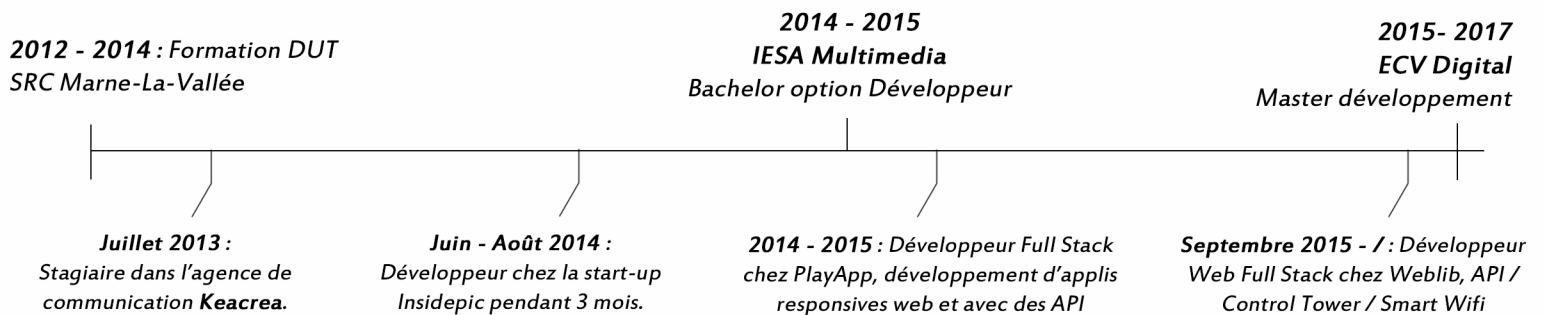 2012 - 2014 : Formation DUT
SRC Marne-La-Vallée
2014 - 2015
IESA Multimedia
Bachelor option Développeur
2015- 2017
ECV Digital
Master développement
Juillet 2013 :
Stagiaire dans l'agence de
communication Keacrea.
Juin - Août 2014 :
Développeur chez la start-up
Insidepic pendant 3 mois.
2014 - 2015 : Développeur Full Stack
chez PlayApp, développement d'applis
responsives web et avec des API
Septembre 2015 - / : Développeur
Web Full Stack chez Weblib, API /
Control Tower / Smart Wifi